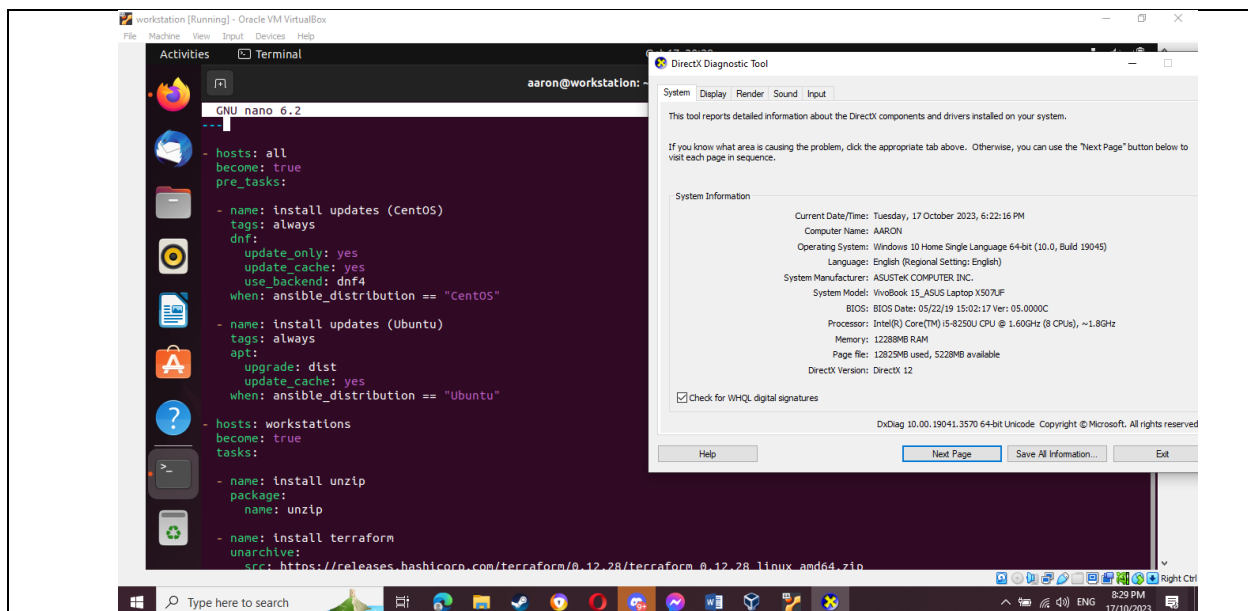 workstation [Running] - Oracle VM VirtualBox
File Machine View Input Devices Help
Activities Terminal
aaron@workstation: ~
GNU nano 6.2
---
- hosts: all
become: true
pre_tasks:
- name: install updates (CentOS)
tags: always
dnf:
update_only: yes
update_cache: yes
use_backend: dnf4
when: ansible_distribution == "CentOS"
- name: install updates (Ubuntu)
tags: always
apt:
upgrade: dist
update_cache: yes
when: ansible_distribution == "Ubuntu"
- hosts: workstations
become: true
tasks:
- name: install unzip
package:
name: unzip
- name: install terraform
unarchive:
src: https://releases.hashicorp.com/terraform/0.12.28/terraform_0.12.28_linux_amd64.zip
DirectX Diagnostic Tool
System Display Render Sound Input
This tool reports detailed information about the DirectX components and drivers installed on your system.
If you know what area is causing the problem, click the appropriate tab above. Otherwise, you can use the "Next Page" button below to
visit each page in sequence.
System Information
Current Date/Time: Tuesday, 17 October 2023, 6:22:16 PM
Computer Name: AARON
Operating System: Windows 10 Home Single Language 64-bit (10.0, Build 19045)
Language: English (Regional Setting: English)
System Manufacturer: ASUSTeK COMPUTER INC.
System Model: VivoBook 15_ASUS Laptop X507UF
BIOS: BIOS Date: 05/22/19 15:02:17 Ver: 05.0000C
Processor: Intel(R) Core(TM) i5-8250U CPU @ 1.60GHz (8 CPUs), ~1.8GHz
Memory: 12288MB RAM
Page file: 12825MB used, 5228MB available
DirectX Version: DirectX 12
Check for WHQL digital signatures
DxDiag 10.00.19041.3570 64-bit Unicode Copyright © Microsoft. All rights reserved
Help Next Page Save All Information... Exit
Right Ctrl
Type here to search
ENG 8:29 PM
17/10/2023